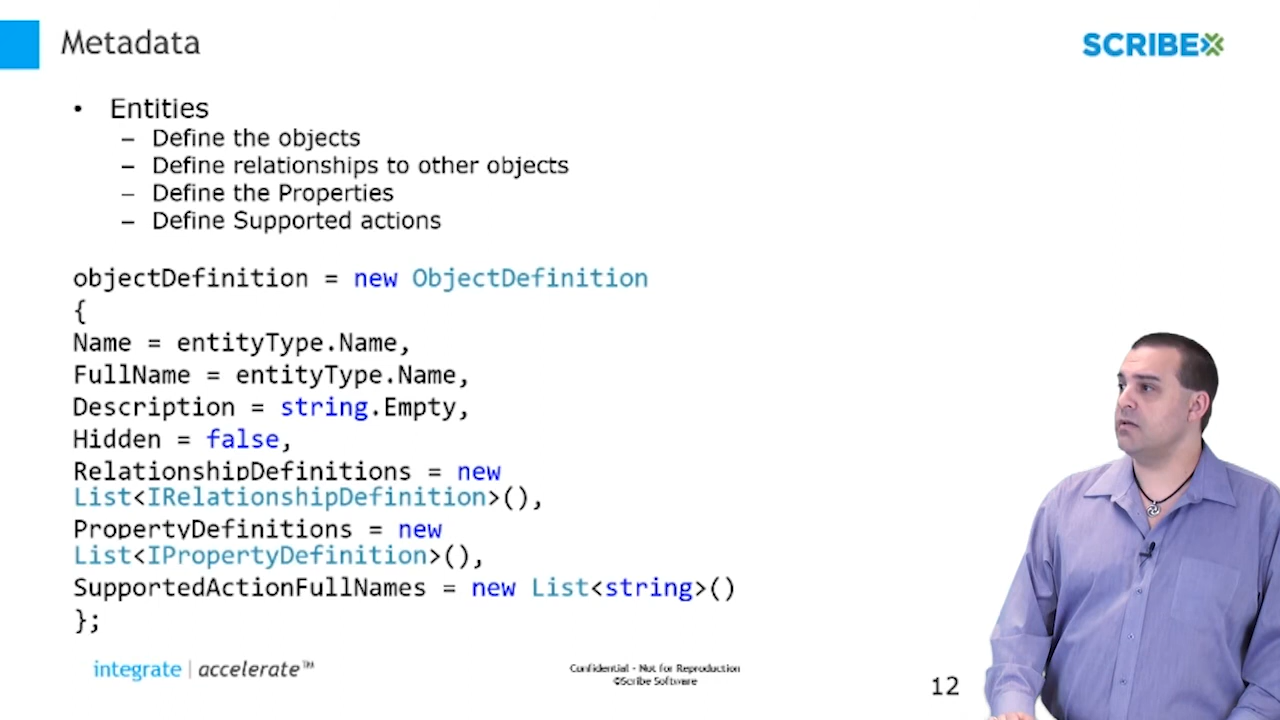 Metadata
SCRIBE
• Entities
– Define the objects
– Define relationships to other objects
– Define the Properties
– Define Supported actions
objectDefinition = new ObjectDefinition
{
Name = entityType.Name,
FullName = entityType.Name,
Description = string.Empty,
Hidden = false,
RelationshipDefinitions = new
List<IRelationshipDefinition>(),
PropertyDefinitions = new
List<IPropertyDefinition>(),
SupportedActionFullNames = new List<string>()
};
integrate | accelerate™
Confidential - Not for Reproduction
©Scribe Software
12